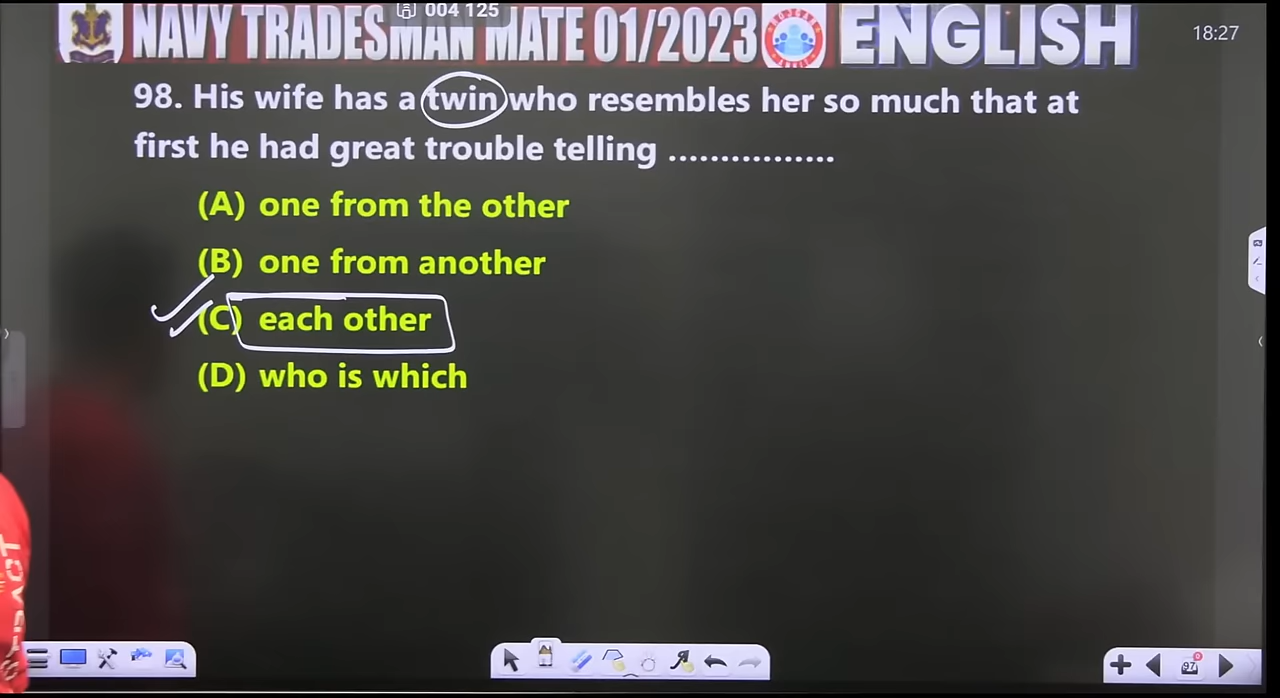 004 125
NAVY TRADESMAN MATE 01/2023
ENGLISH
18:27
98. His wife has a twin who resembles her so much that at
first he had great trouble telling ................
(A) one from the other
(B) one from another
(C) each other
(D) who is which
97